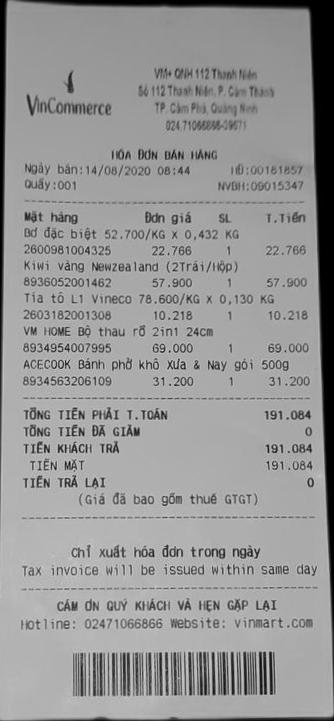 VinCommerce
VM+ QNH 112 Thanh Niên
Số 112 Thanh Niên, P. Cẩm Thành
TP. Cẩm Phả, Quảng Ninh
024.71066866-39671
HÓA ĐƠN BÁN HÀNG
Ngày bán:14/08/2020 08:44 HĐ:00161857
Quầy:001 NVBH:09015347
Mặt hàng Đơn giá SL T.Tiền
Bơ đặc biệt 52.700/KG X 0,432 KG
2600981004325 22.766 1 22.766
Kiwi vàng Newzealand (2Trái/Hộp)
8936052001462 57.900 1 57.900
Tía tô L1 Vineco 78.600/KG X 0,130 KG
2603182001308 10.218 1 10.218
VM HOME Bộ thau rổ 2in1 24cm
8934954007995 69.000 1 69.000
ACECOOK Bánh phở khô Xưa & Nay gói 500g
8934563206109 31.200 1 31.200
TỔNG TIỀN PHẢI T.TOÁN 191.084
TỔNG TIỀN ĐÃ GIẢM 0
TIỀN KHÁCH TRẢ 191.084
TIỀN MẶT 191.084
TIỀN TRẢ LẠI 0
(Giá đã bao gồm thuế GTGT)
Chỉ xuất hóa đơn trong ngày
Tax invoice will be issued within same day
CẢM ƠN QUÝ KHÁCH VÀ HẸN GẶP LẠI
Hotline: 02471066866 Website: vinmart.com